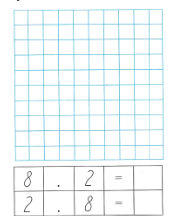 8 . 2 =
2 . 8 =